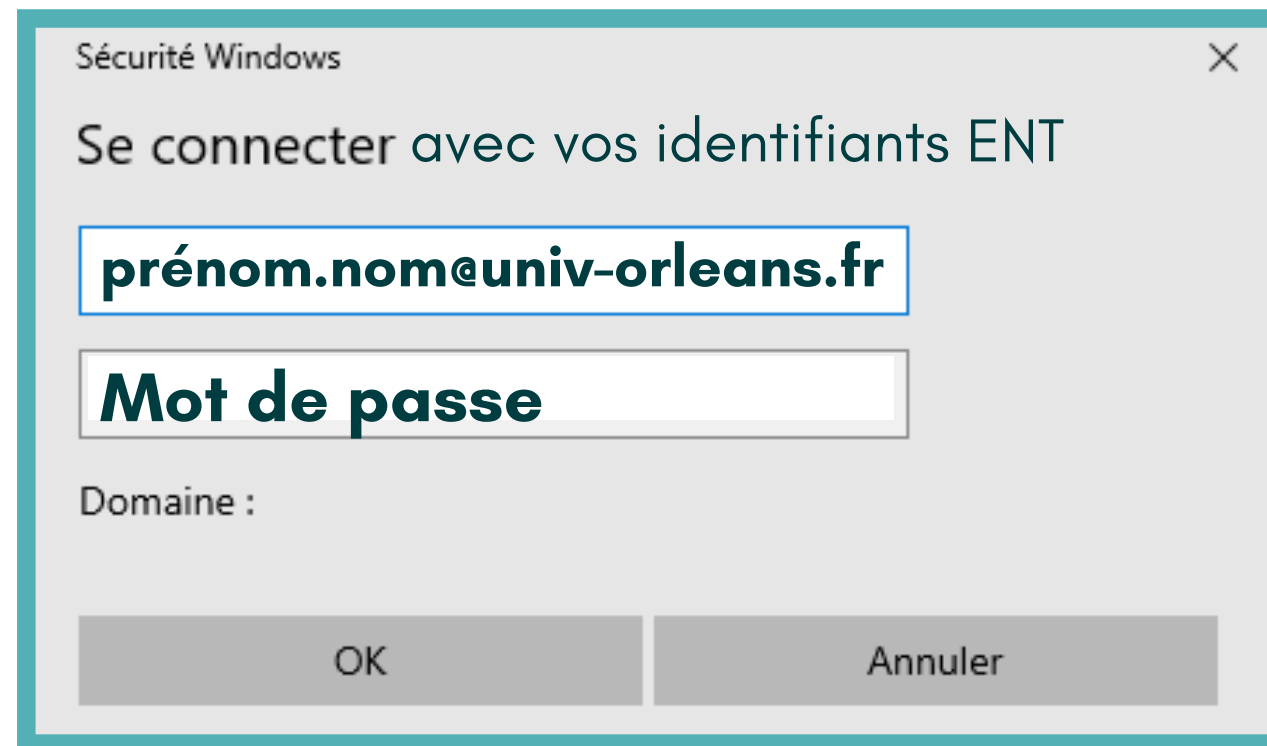 Sécurité Windows
Se connecter avec vos identifiants ENT
prénom.nom@univ-orleans.fr
Mot de passe
Domaine :
OK
Annuler